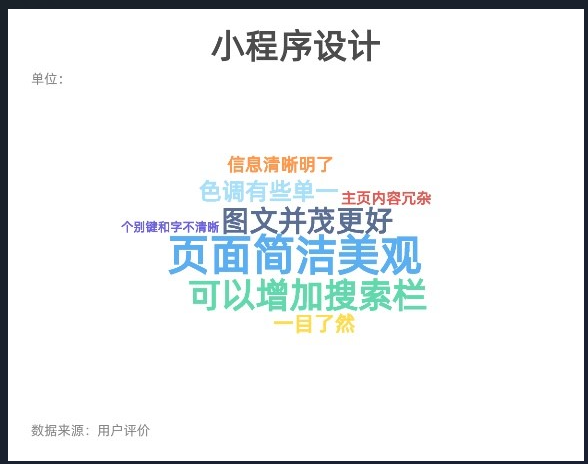 小程序设计
单位：
信息清晰明了
色调有些单一
主页内容冗杂
个别键和字不清晰
图文并茂更好
页面简洁美观
可以增加搜索栏
一目了然
数据来源：用户评价